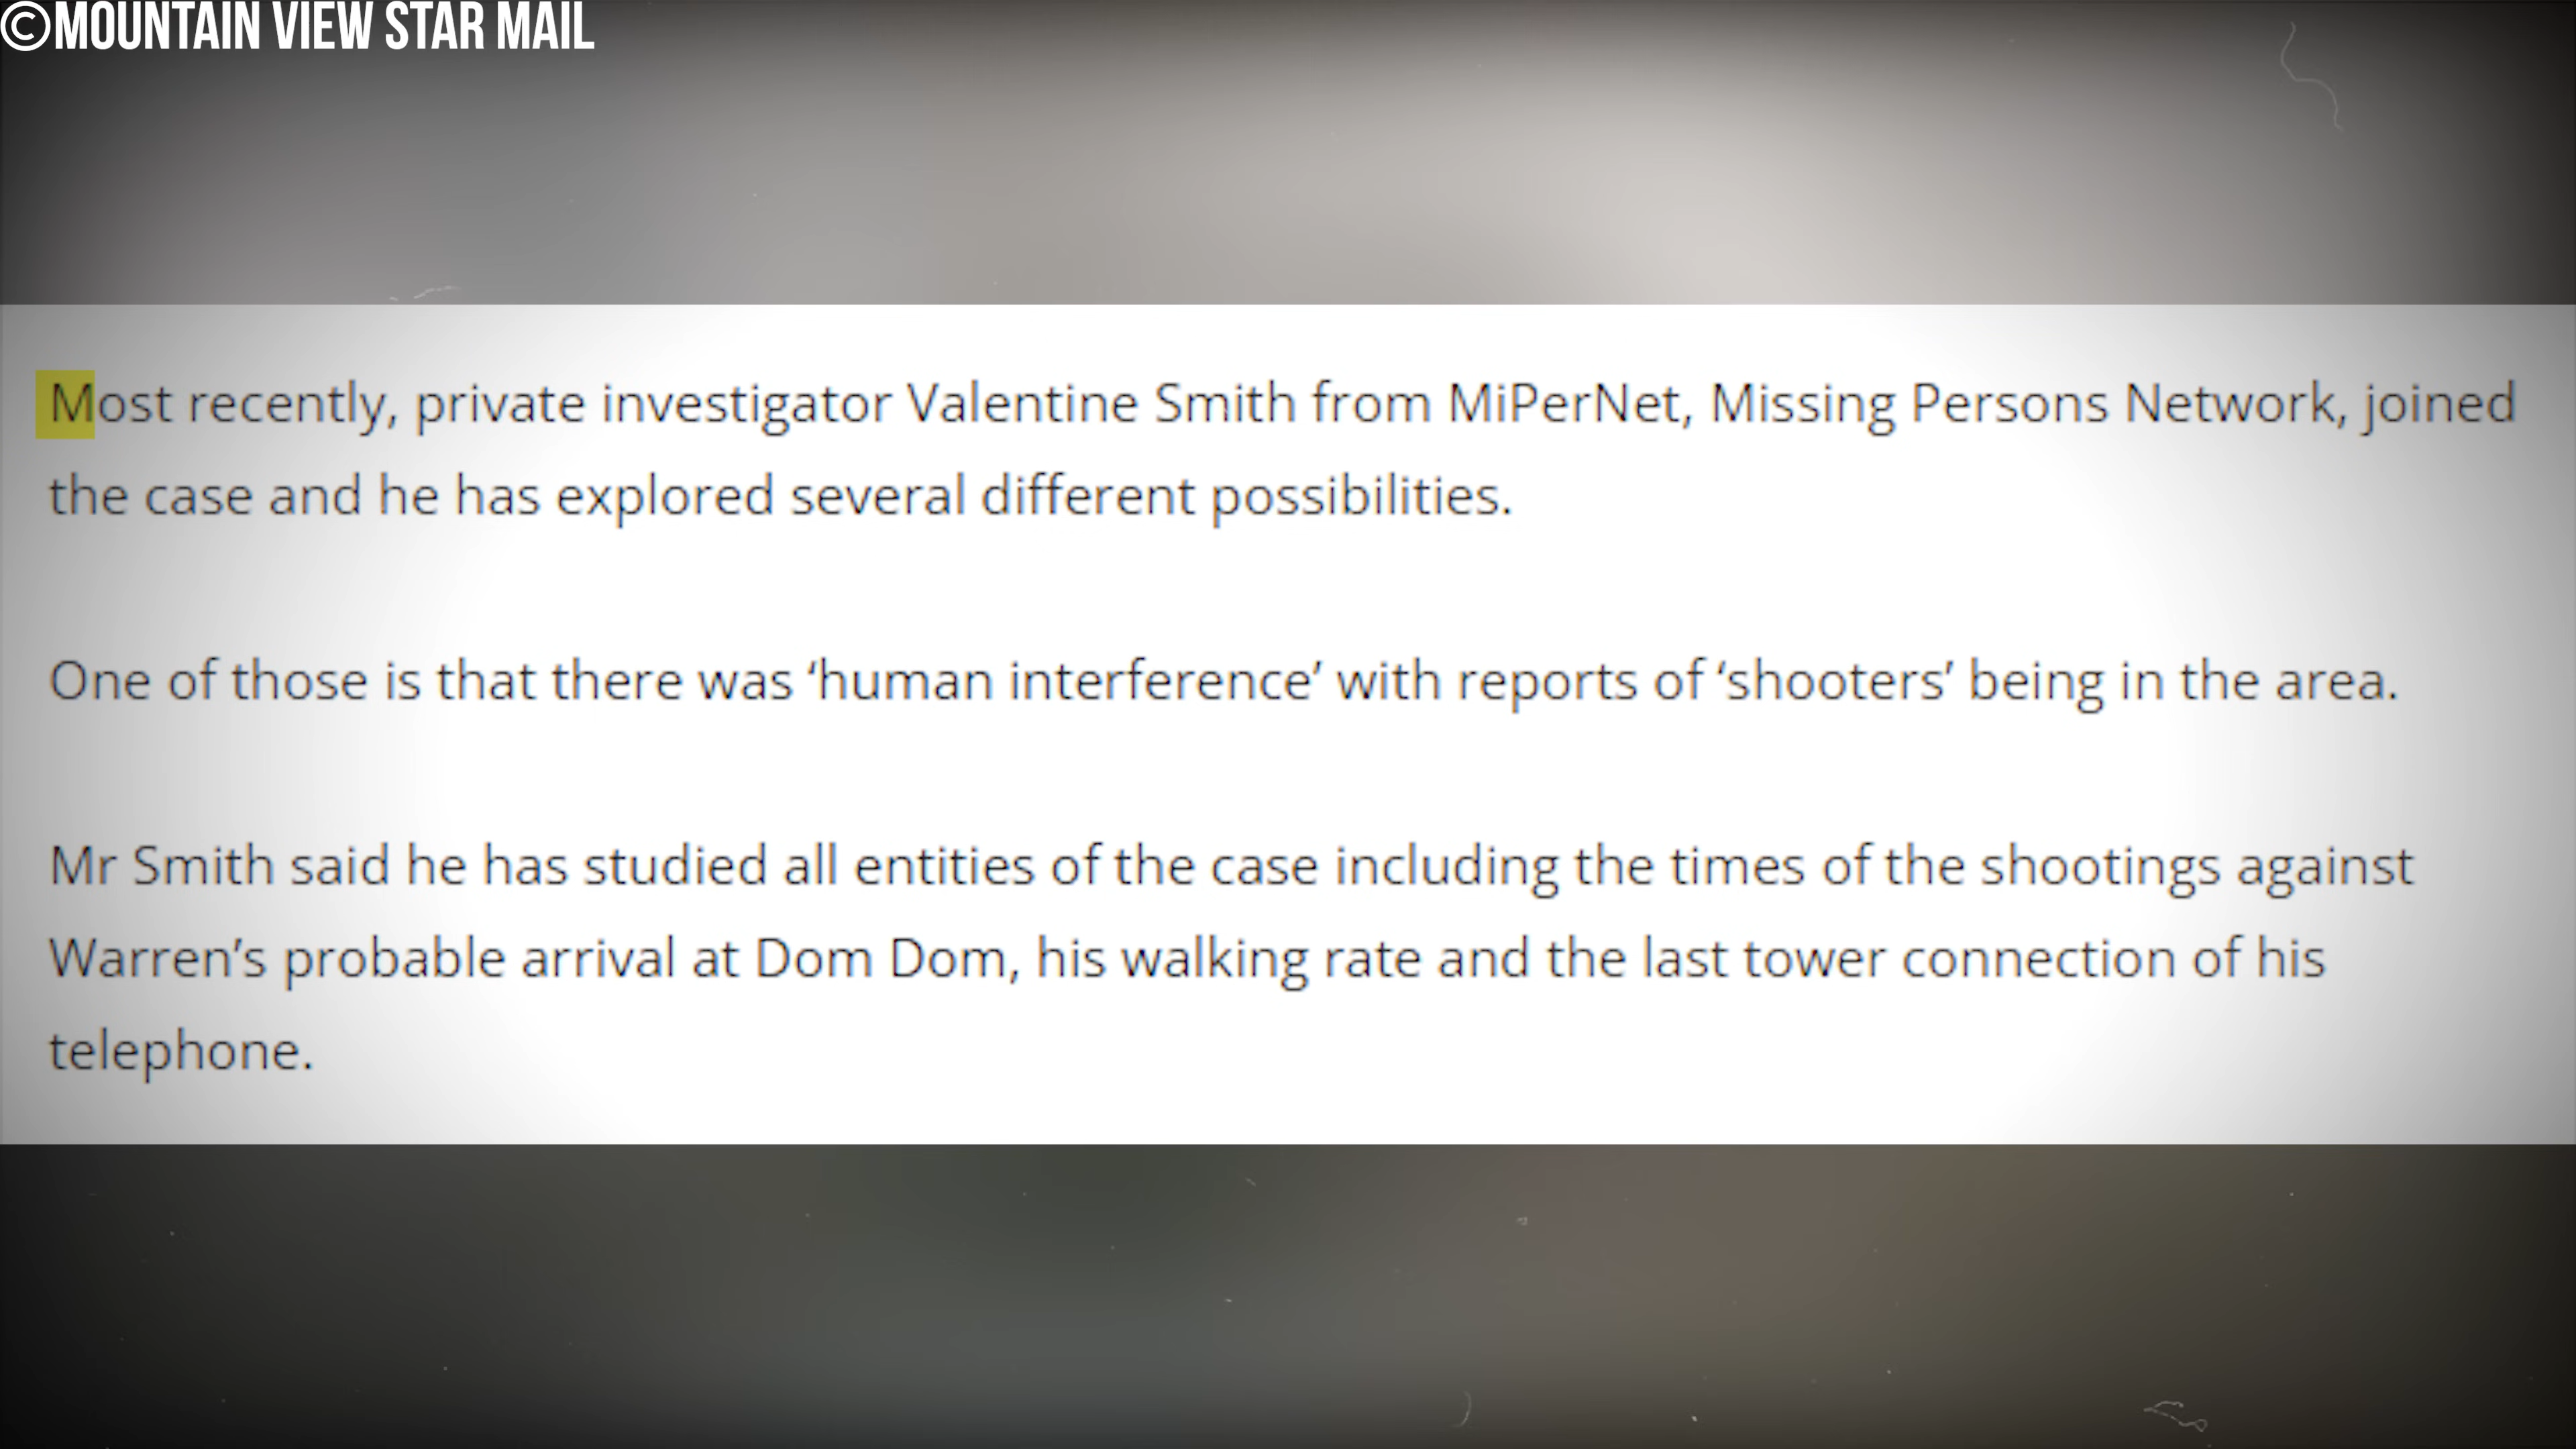 ©MOUNTAIN VIEW STAR MAIL
Most recently, private investigator Valentine Smith from MiPerNet, Missing Persons Network, joined
the case and he has explored several different possibilities.
One of those is that there was ‘human interference’ with reports of ‘shooters’ being in the area.
Mr Smith said he has studied all entities of the case including the times of the shootings against
Warren’s probable arrival at Dom Dom, his walking rate and the last tower connection of his
telephone.